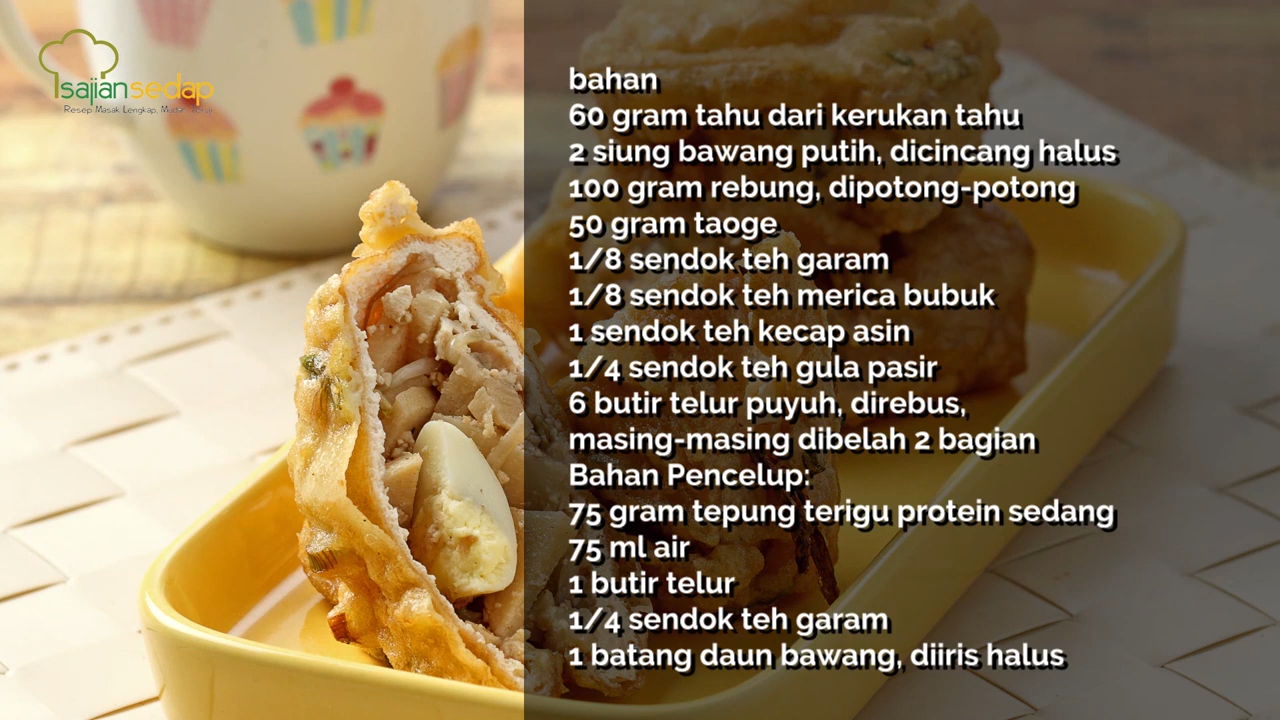 sajiansedap
Resep Masak Lengkap, Mudah
bahan
60 gram tahu dari kerukan tahu
2 siung bawang putih, dicincang halus
100 gram rebung, dipotong-potong
50 gram taoge
1/8 sendok teh garam
1/8 sendok teh merica bubuk
1 sendok teh kecap asin
1/4 sendok teh gula pasir
6 butir telur puyuh, direbus,
masing-masing dibelah 2 bagian
Bahan Pencelup:
75 gram tepung terigu protein sedang
75 ml air
1 butir telur
1/4 sendok teh garam
1 batang daun bawang, diiris halus